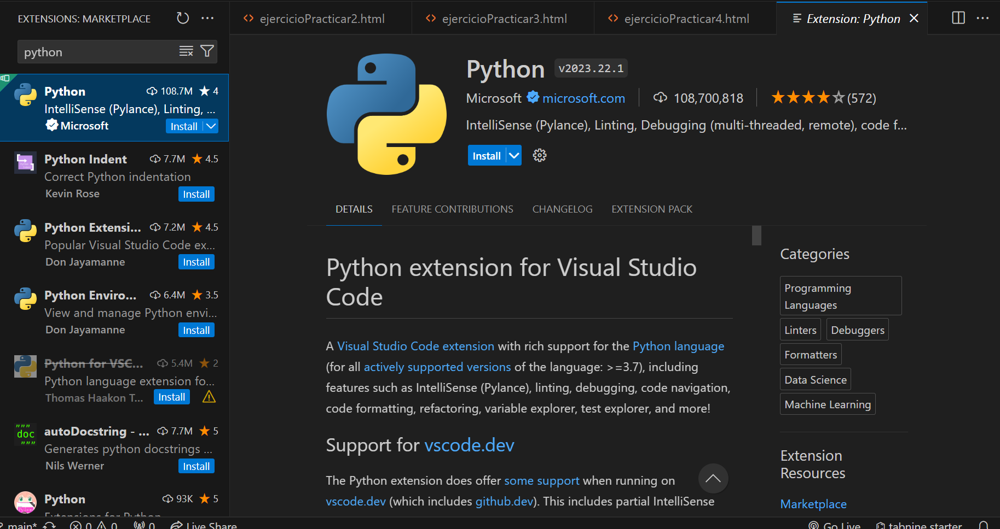 EXTENSIONS: MARKETPLACE
python
Python 108.7M 4
IntelliSense (Pylance), Linting, ...
Microsoft Install
Python Indent 7.7M 4.5
Correct Python indentation
Kevin Rose Install
Python Extensi... 7.2M 4.5
Popular Visual Studio Code ex...
Don Jayamanne Install
Python Enviro... 6.4M 3.5
View and manage Python envi...
Don Jayamanne Install
Python for VSC... 5.4M 2
Python language extension fo...
Thomas Haakon T... Install
autoDocstring - ... 7.7M 5
Generates python docstrings ...
Nils Werner Install
"""
doc
"""
Python 93K 5
Extensions for Python
ejercicioPracticar2.html
ejercicioPracticar3.html
ejercicioPracticar4.html
Extension: Python
Python v2023.22.1
Microsoft microsoft.com 108,700,818 (572)
IntelliSense (Pylance), Linting, Debugging (multi-threaded, remote), code f...
Install
DETAILS FEATURE CONTRIBUTIONS CHANGELOG EXTENSION PACK
Python extension for Visual Studio
Code
A Visual Studio Code extension with rich support for the Python language
(for all actively supported versions of the language: >=3.7), including
features such as IntelliSense (Pylance), linting, debugging, code navigation,
code formatting, refactoring, variable explorer, test explorer, and more!
Support for vscode.dev
The Python extension does offer some support when running on
vscode.dev (which includes github.dev). This includes partial IntelliSense
Categories
Programming
Languages
Linters
Debuggers
Formatters
Data Science
Machine Learning
Extension
Resources
Marketplace
main* 0 0 0 Live Share Go Live tabnine starter